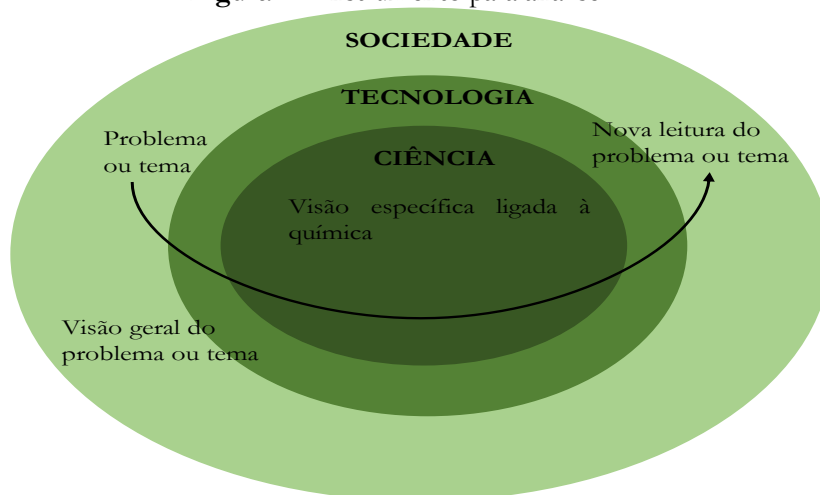 SOCIEDADE
TECNOLOGIA
Problema
ou tema
Nova leitura do
problema ou tema
CIÊNCIA
Visão específica ligada à
química
Visão geral do
problema ou tema